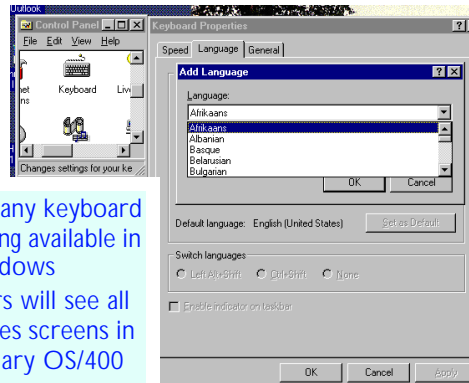 Outlook
Control Panel
File Edit View Help
Keyboard
Changes settings for your ke
Keyboard Properties
Speed Language General
Add Language
Language:
Afrikaans
Afrikaans
Albanian
Basque
Belarusian
Bulgarian
OK Cancel
Default language: English (United States) Set as Default
Switch languages
Left Alt+Shift Ctrl+Shift None
Enable indicator on taskbar
OK Cancel Apply
any keyboard
ng available in
dows
rs will see all
es screens in
ary OS/400